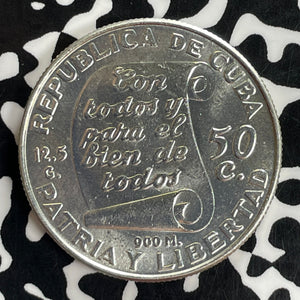 REPUBLICA DE CUBA
Con
todos y
para el
bien de
todos
12.5
G.
50
C.
900 M.
PATRIA Y LIBERTAD